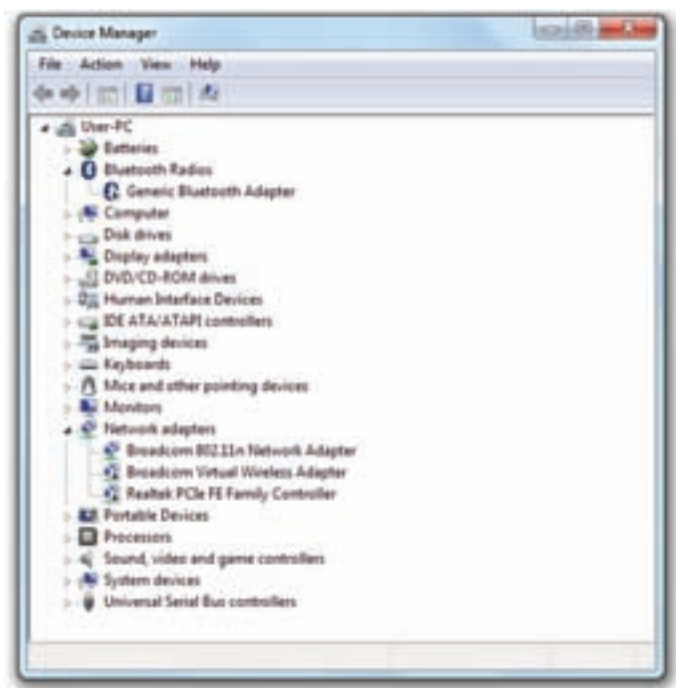 Device Manager
File Action View Help
User-PC
Batteries
Bluetooth Radios
Generic Bluetooth Adapter
Computer
Disk drives
Display adapters
DVD/CD-ROM drives
Human Interface Devices
IDE ATA/ATAPI controllers
Imaging devices
Keyboards
Mice and other pointing devices
Monitors
Network adapters
Broadcom 802.11n Network Adapter
Broadcom Virtual Wireless Adapter
Realtek PCIe FE Family Controller
Portable Devices
Processors
Sound, video and game controllers
System devices
Universal Serial Bus controllers